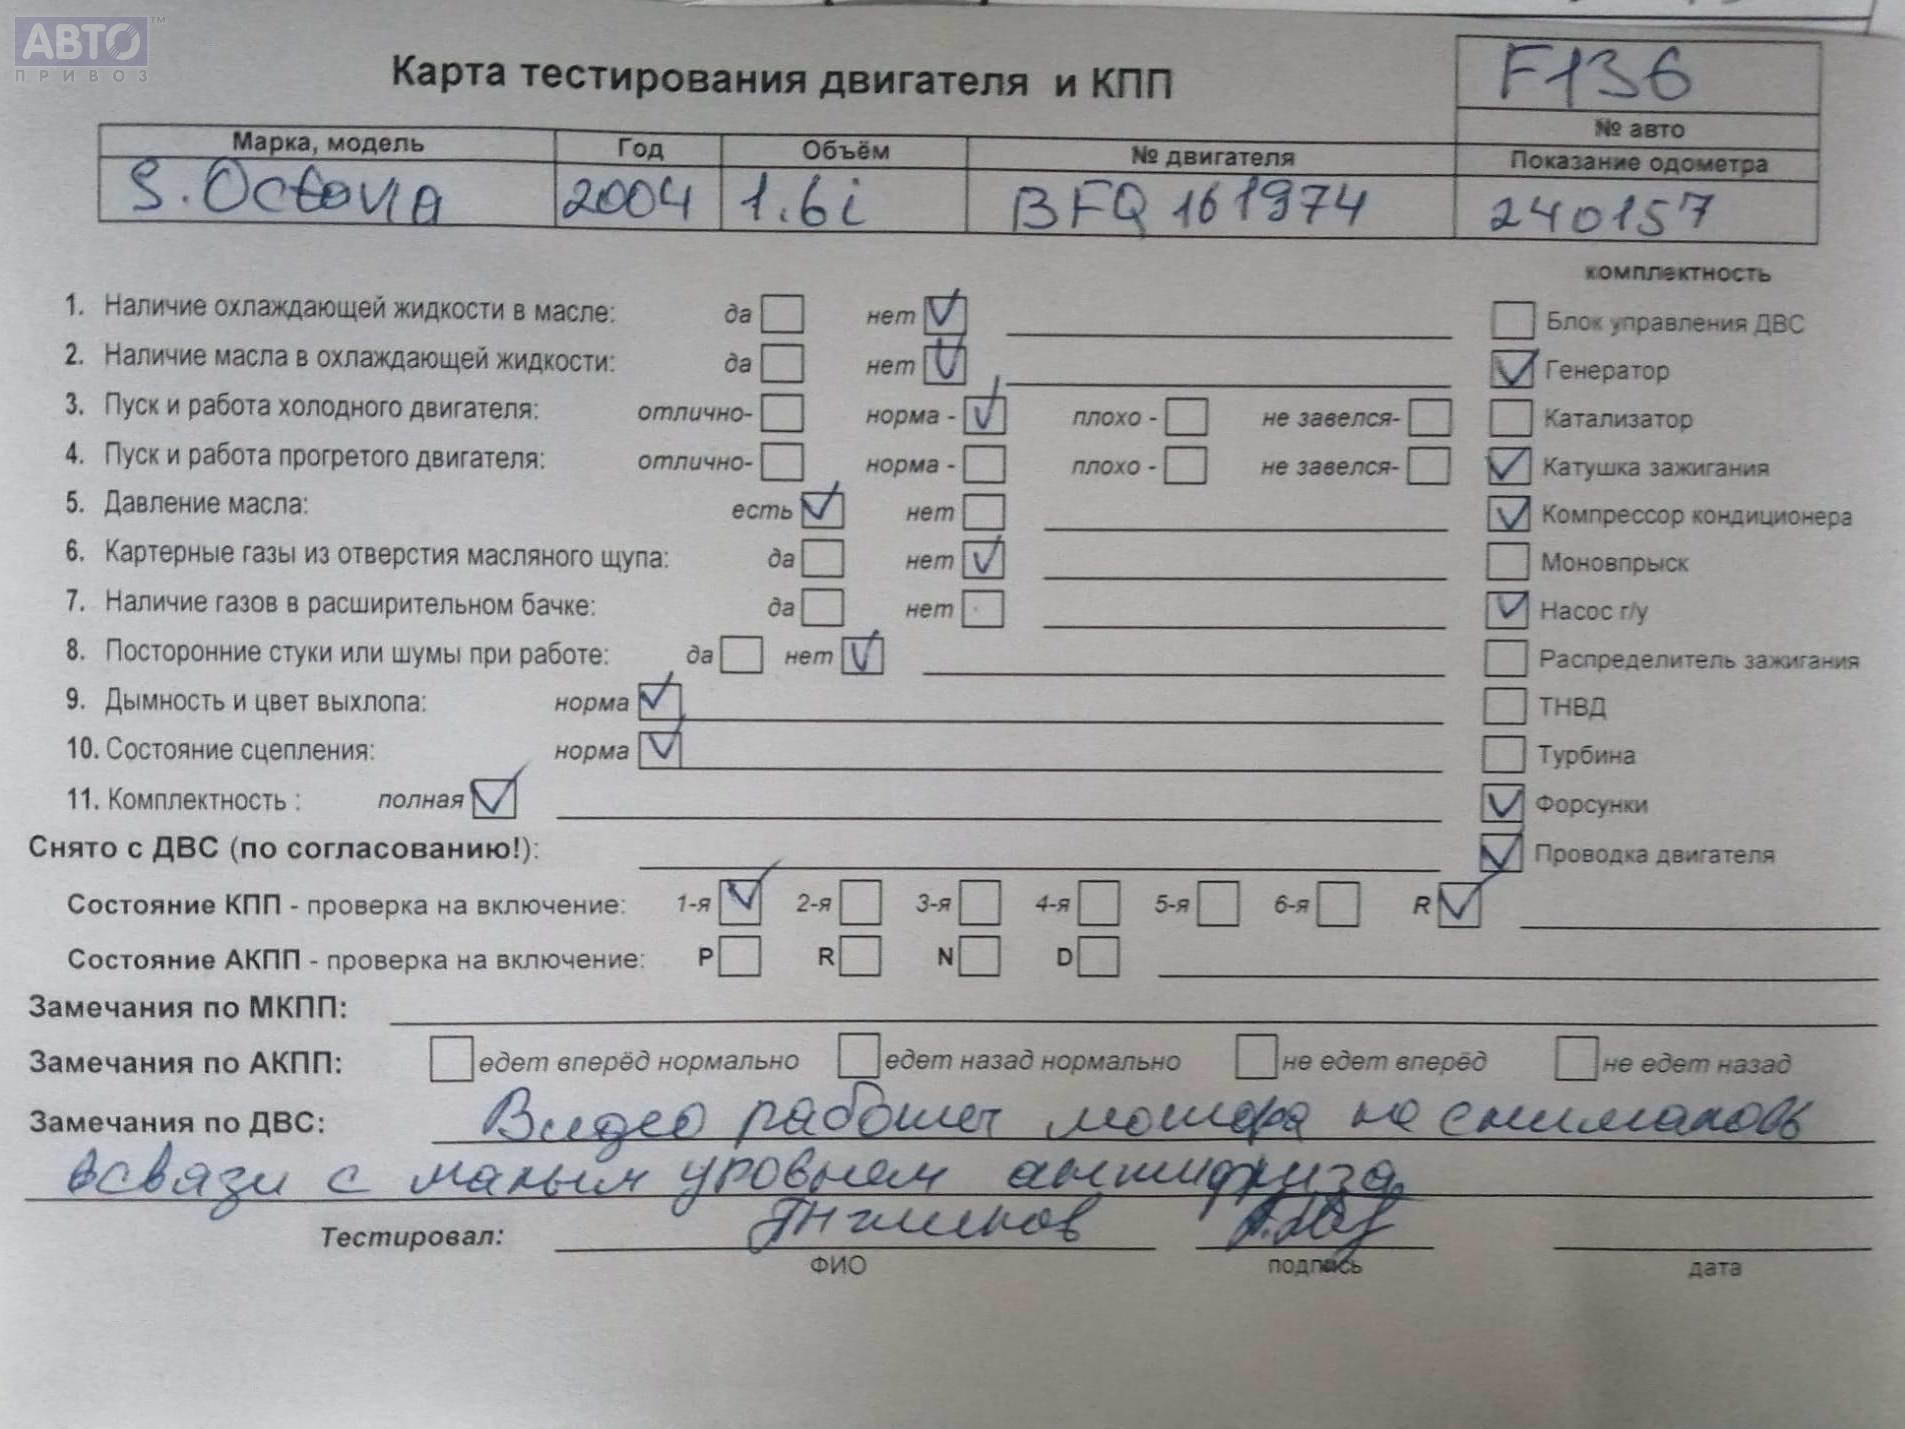 АВТО™
ПРИВОЗ
Карта тестирования двигателя и КПП
F136
№ авто
Марка, модель Год Объём № двигателя Показание одометра
S. Octavia 2004 1.6i BFQ 161974 240157
комплектность
1. Наличие охлаждающей жидкости в масле: да нет Блок управления ДВС
2. Наличие масла в охлаждающей жидкости: да нет Генератор
3. Пуск и работа холодного двигателя: отлично- норма - плохо - не завелся- Катализатор
4. Пуск и работа прогретого двигателя: отлично- норма - плохо - не завелся- Катушка зажигания
5. Давление масла: есть нет Компрессор кондиционера
6. Картерные газы из отверстия масляного щупа: да нет Моновпрыск
7. Наличие газов в расширительном бачке: да нет Насос г/у
8. Посторонние стуки или шумы при работе: да нет Распределитель зажигания
9. Дымность и цвет выхлопа: норма ТНВД
10. Состояние сцепления: норма Турбина
11. Комплектность : полная Форсунки
Снято с ДВС (по согласованию!): Проводка двигателя
Состояние КПП - проверка на включение: 1-я 2-я 3-я 4-я 5-я 6-я R
Состояние АКПП - проверка на включение: P R N D
Замечания по МКПП:
Замечания по АКПП: едет вперёд нормально едет назад нормально не едет вперёд не едет назад
Замечания по ДВС: Видео работы мотора не снималось
всвязи с малым уровнем антифриза
Тестировал:
ФИО подпись дата